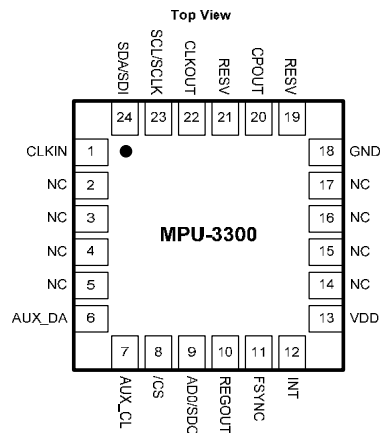 Top View
SDA/SDI
SCL/SCLK
CLKOUT
RESV
CPOUT
RESV
24 23 22 21 20 19
CLKIN 1
18 GND
NC 2
17 NC
NC 3
16 NC
MPU-3300
NC 4
15 NC
NC 5
14 NC
AUX_DA 6
13 VDD
7 8 9 10 11 12
AUX_CL
/CS
AD0/SDO
REGOUT
FSYNC
INT